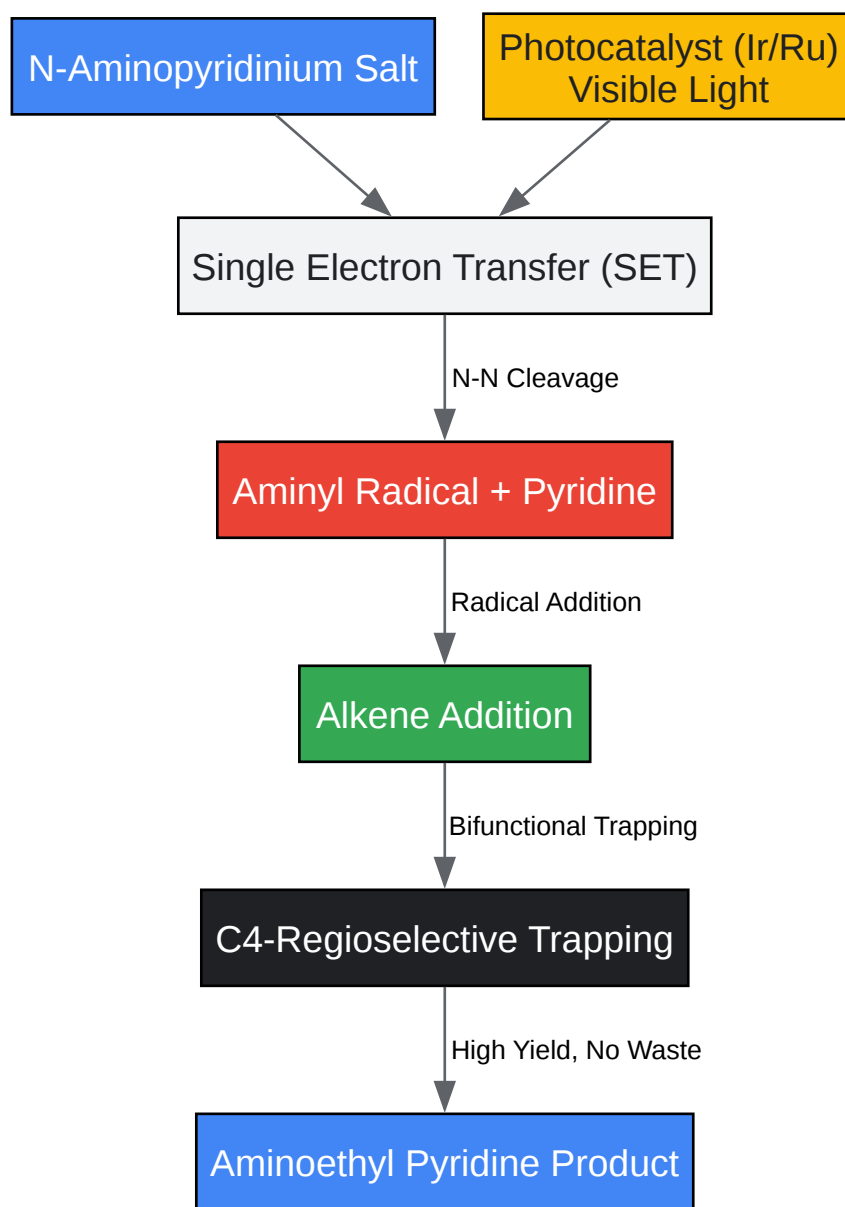 N-Aminopyridinium Salt
Photocatalyst (Ir/Ru)
Visible Light
Single Electron Transfer (SET)
N-N Cleavage
Aminyl Radical + Pyridine
Radical Addition
Alkene Addition
Bifunctional Trapping
C4-Regioselective Trapping
High Yield, No Waste
Aminoethyl Pyridine Product